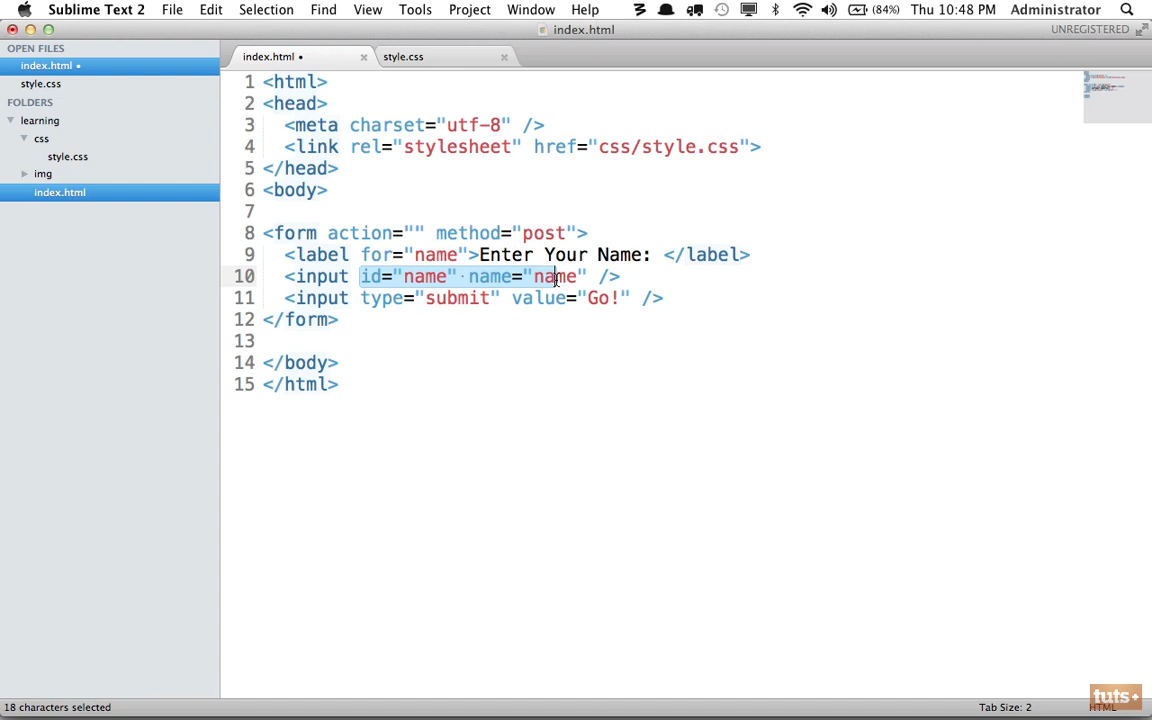 Sublime Text 2 File Edit Selection Find View Tools Project Window Help (84%) Thu 10:48 PM Administrator
index.html UNREGISTERED
OPEN FILES
index.html
style.css
FOLDERS
learning
css
style.css
img
index.html
index.html style.css
1 <html>
2 <head>
3 <meta charset="utf-8" />
4 <link rel="stylesheet" href="css/style.css">
5 </head>
6 <body>
7
8 <form action="" method="post">
9 <label for="name">Enter Your Name: </label>
10 <input id="name" name="name" />
11 <input type="submit" value="Go!" />
12 </form>
13
14 </body>
15 </html>
18 characters selected Tab Size: 2 HTML
tuts+